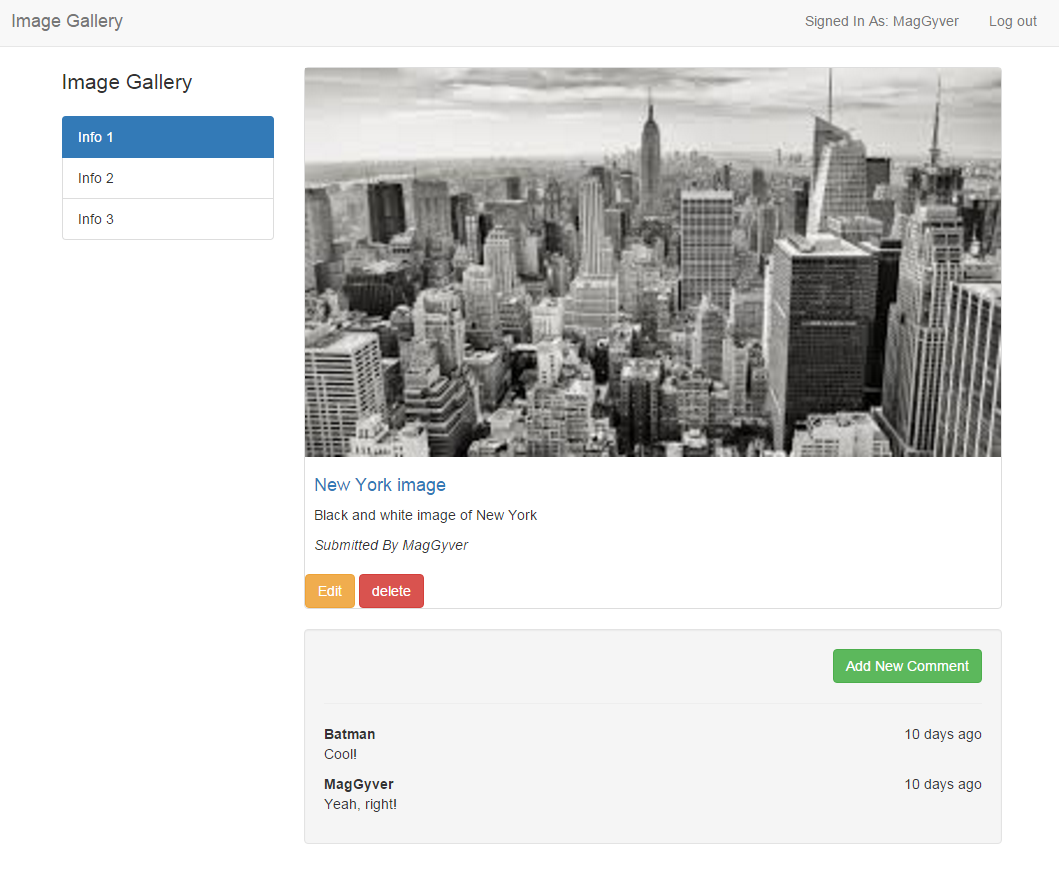 Image Gallery
Signed In As: MagGyver
Log out
Image Gallery
Info 1
Info 2
Info 3
New York image
Black and white image of New York
Submitted By MagGyver
Edit
delete
Add New Comment
Batman
10 days ago
Cool!
MagGyver
10 days ago
Yeah, right!